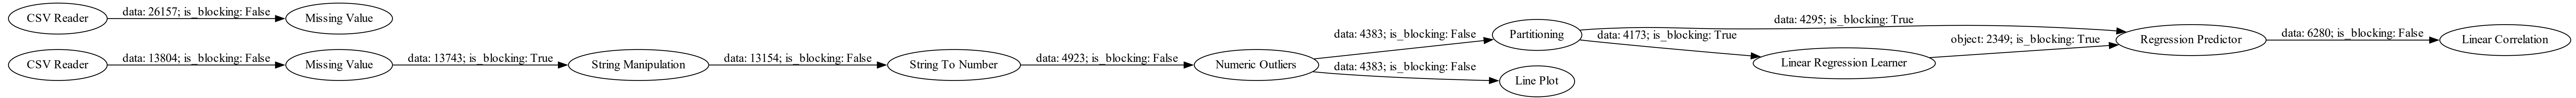 CSV Reader
data: 26157; is_blocking: False
Missing Value
CSV Reader
data: 13804; is_blocking: False
Missing Value
data: 13743; is_blocking: True
String Manipulation
data: 13154; is_blocking: False
String To Number
data: 4923; is_blocking: False
Numeric Outliers
data: 4383; is_blocking: False
Partitioning
data: 4383; is_blocking: False
Line Plot
data: 4295; is_blocking: True
data: 4173; is_blocking: True
Linear Regression Learner
object: 2349; is_blocking: True
Regression Predictor
data: 6280; is_blocking: False
Linear Correlation